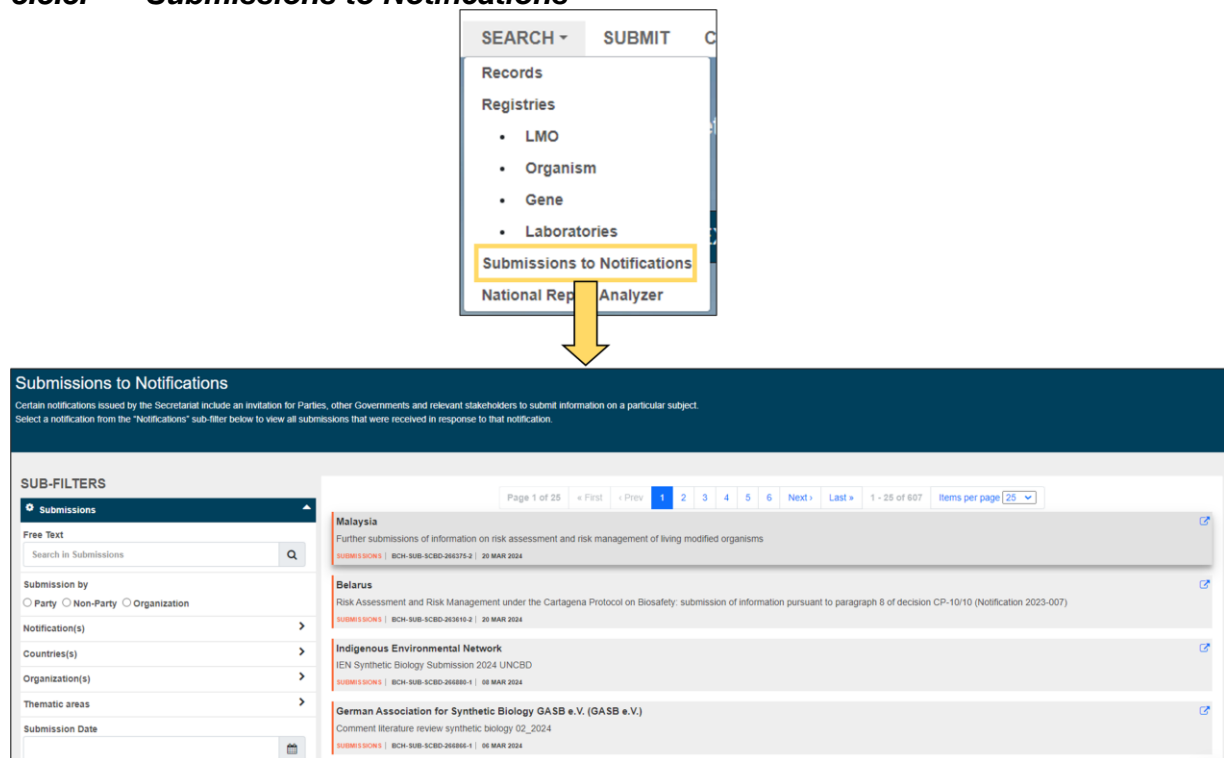 Submissions to Notifications
SEARCH SUBMIT C
Records
Registries
• LMO
• Organism
• Gene
• Laboratories
Submissions to Notifications
National Rep Analyzer
Submissions to Notifications
Certain notifications issued by the Secretariat include an invitation for Parties, other Governments and relevant stakeholders to submit information on a particular subject.
Select a notification from the "Notifications" sub-filter below to view all submissions that were received in response to that notification.
SUB-FILTERS
Submissions
Free Text
Search in Submissions
Submission by
Party Non-Party Organization
Notification(s)
Countries(s)
Organization(s)
Thematic areas
Submission Date
Page 1 of 25 « First ‹ Prev 1 2 3 4 5 6 Next › Last » 1 - 25 of 607 Items per page 25
Malaysia
Further submissions of information on risk assessment and risk management of living modified organisms
SUBMISSIONS | BCH-SUB-SCBD-266375-2 | 20 MAR 2024
Belarus
Risk Assessment and Risk Management under the Cartagena Protocol on Biosafety: submission of information pursuant to paragraph 8 of decision CP-10/10 (Notification 2023-007)
SUBMISSIONS | BCH-SUB-SCBD-263610-2 | 20 MAR 2024
Indigenous Environmental Network
IEN Synthetic Biology Submission 2024 UNCBD
SUBMISSIONS | BCH-SUB-SCBD-266880-1 | 08 MAR 2024
German Association for Synthetic Biology GASB e.V. (GASB e.V.)
Comment literature review synthetic biology 02_2024
SUBMISSIONS | BCH-SUB-SCBD-266866-1 | 06 MAR 2024